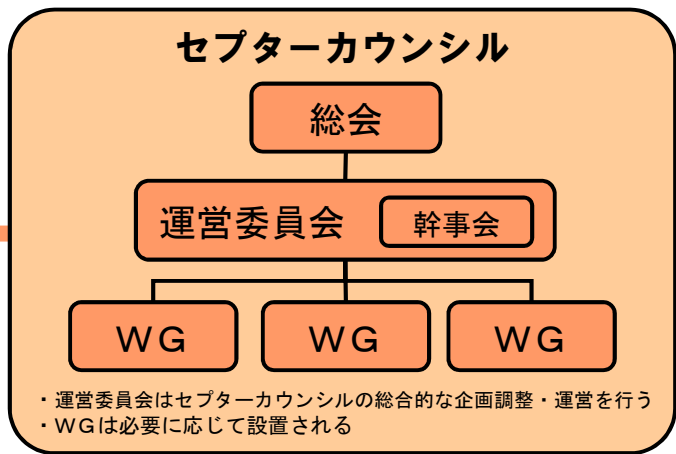 セプターカウンシル
総会
運営委員会 幹事会
ＷＧ ＷＧ ＷＧ
・運営委員会はセプターカウンシルの総合的な企画調整・運営を行う
・ＷＧは必要に応じて設置される